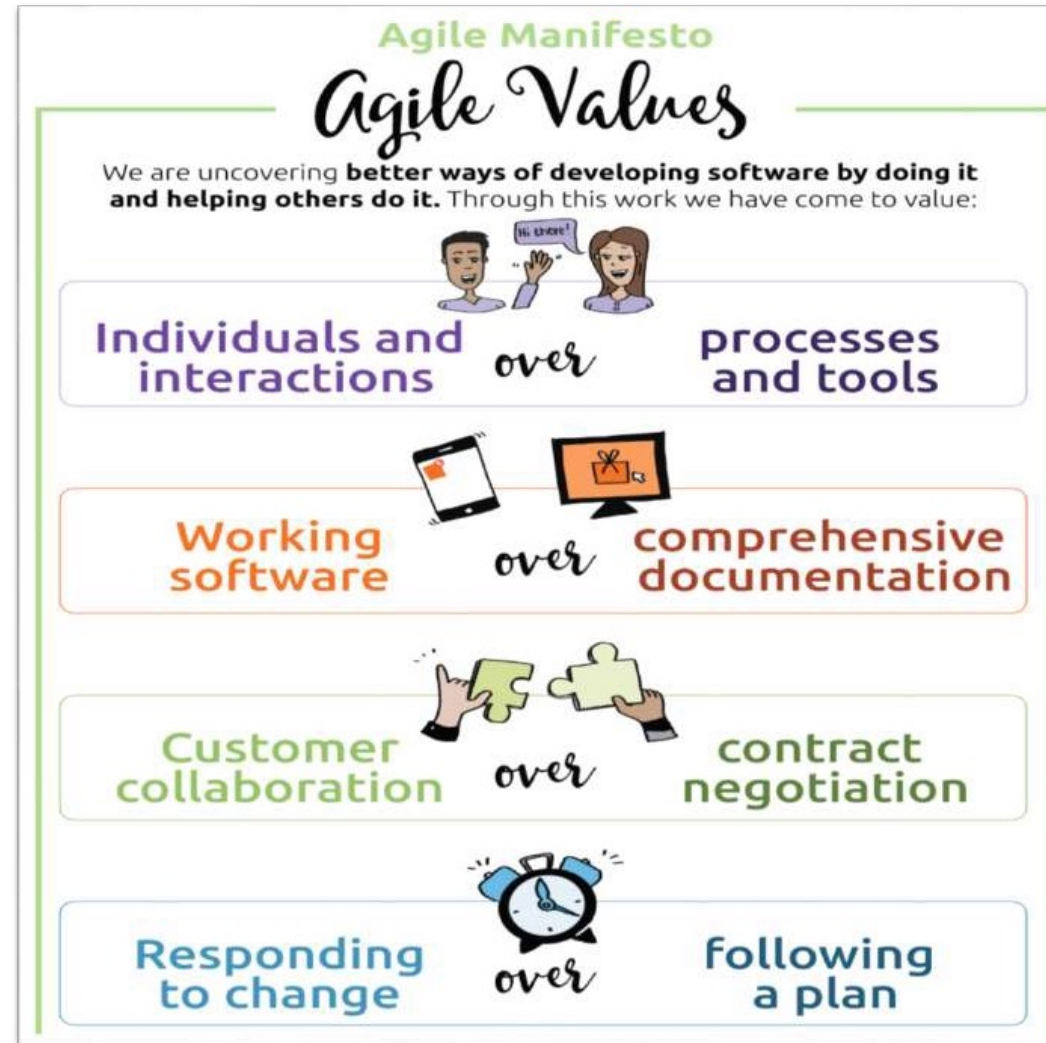 Agile Manifesto
Agile Values
We are uncovering better ways of developing software by doing it
and helping others do it. Through this work we have come to value:
Hi there!
Individuals and
interactions
over
processes
and tools
Working
software
over
comprehensive
documentation
Customer
collaboration
over
contract
negotiation
Responding
to change
over
following
a plan